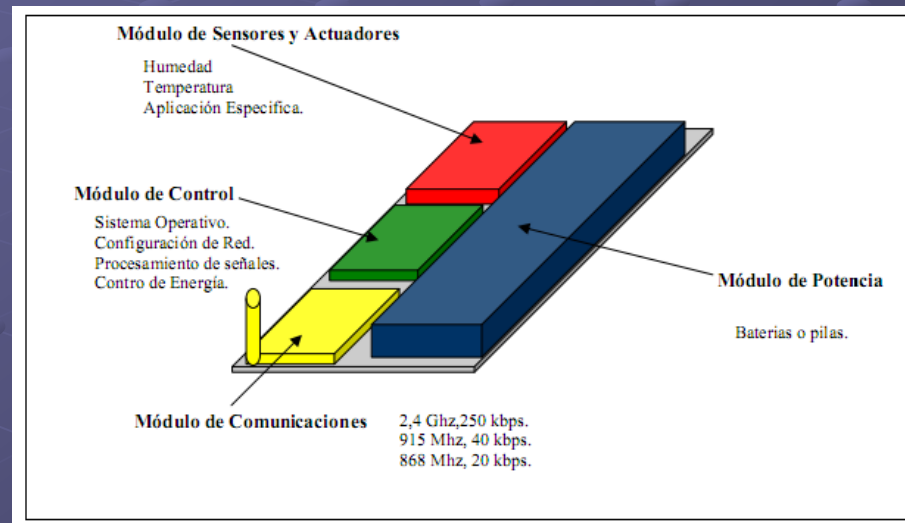 Módulo de Sensores y Actuadores
Humedad
Temperatura
Aplicación Especifica.
Módulo de Control
Sistema Operativo.
Configuración de Red.
Procesamiento de señales.
Contro de Energía.
Módulo de Potencia
Baterias o pilas.
Módulo de Comunicaciones
2,4 Ghz,250 kbps.
915 Mhz, 40 kbps.
868 Mhz, 20 kbps.